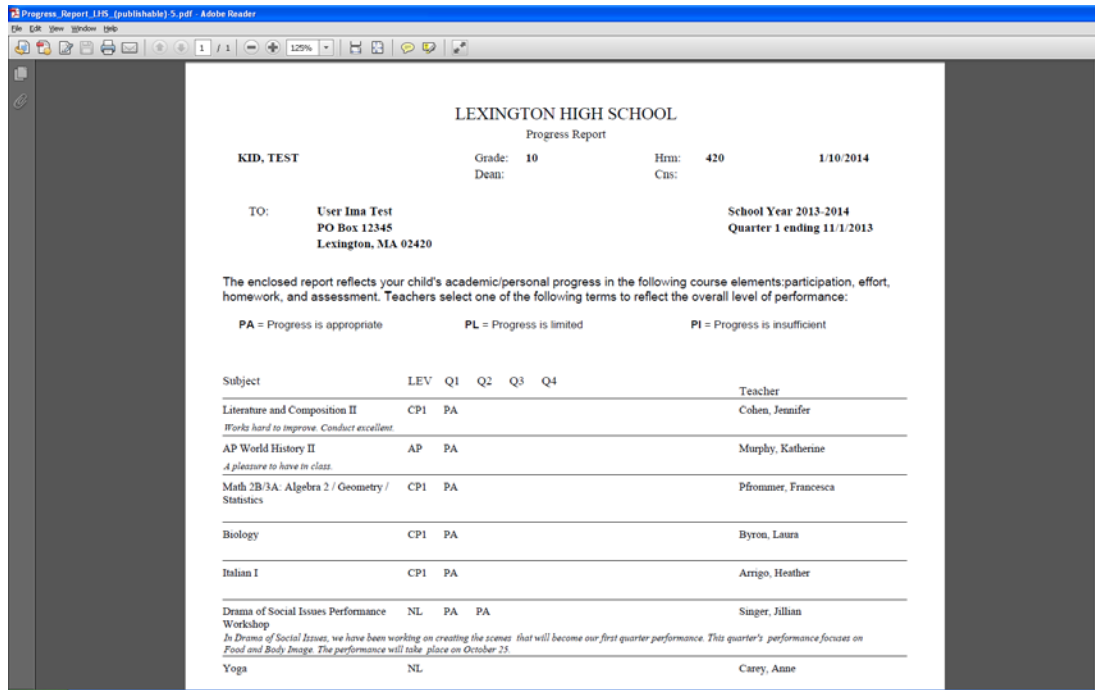 Progress_Report_LHS_(publishable)-5.pdf - Adobe Reader
File Edit View Window Help
1 / 1 125%
LEXINGTON HIGH SCHOOL
Progress Report
KID, TEST Grade: 10 Hrm: 420 1/10/2014
Dean: Cns:
TO: User Ima Test School Year 2013-2014
PO Box 12345 Quarter 1 ending 11/1/2013
Lexington, MA 02420
The enclosed report reflects your child's academic/personal progress in the following course elements:participation, effort,
homework, and assessment. Teachers select one of the following terms to reflect the overall level of performance:
PA = Progress is appropriate PL = Progress is limited PI = Progress is insufficient
Subject LEV Q1 Q2 Q3 Q4 Teacher
Literature and Composition II CP1 PA Cohen, Jennifer
Works hard to improve. Conduct excellent.
AP World History II AP PA Murphy, Katherine
A pleasure to have in class.
Math 2B/3A: Algebra 2 / Geometry / CP1 PA Pfrommer, Francesca
Statistics
Biology CP1 PA Byron, Laura
Italian I CP1 PA Arrigo, Heather
Drama of Social Issues Performance NL PA PA Singer, Jillian
Workshop
In Drama of Social Issues, we have been working on creating the scenes that will become our first quarter performance. This quarter's performance focuses on
Food and Body Image. The performance will take place on October 25.
Yoga NL Carey, Anne